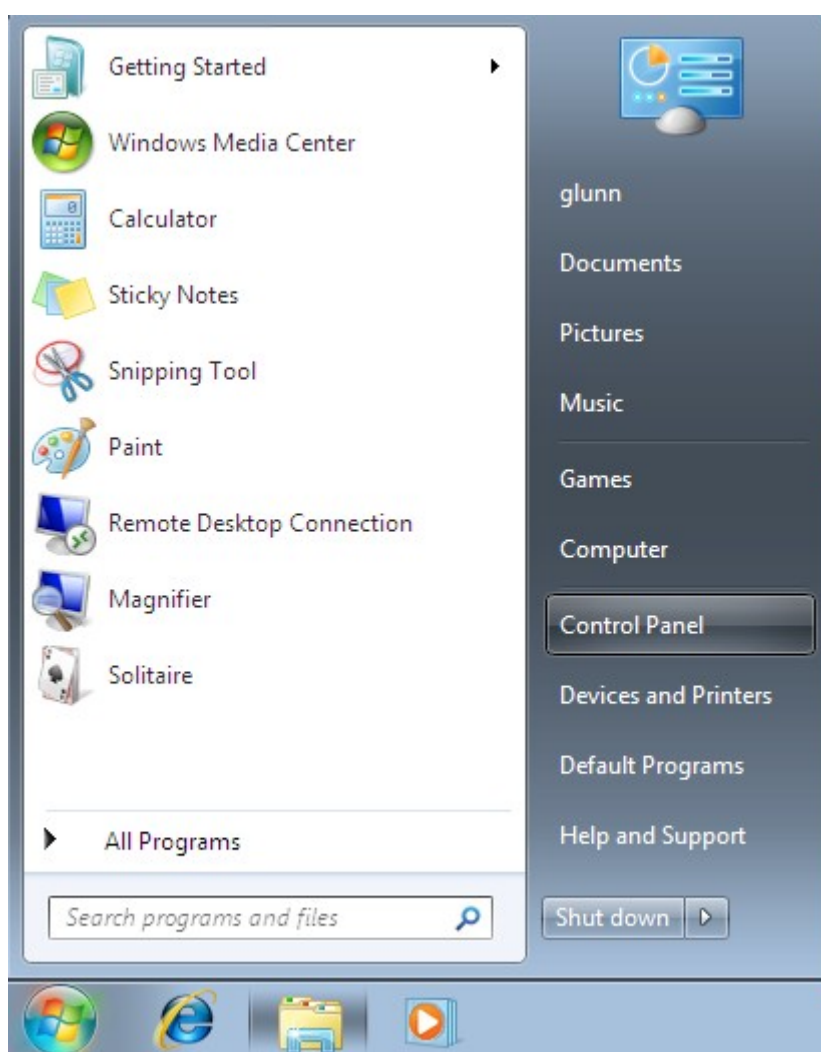 Getting Started
Windows Media Center
Calculator
Sticky Notes
Snipping Tool
Paint
Remote Desktop Connection
Magnifier
Solitaire
All Programs
Search programs and files
glunn
Documents
Pictures
Music
Games
Computer
Control Panel
Devices and Printers
Default Programs
Help and Support
Shut down